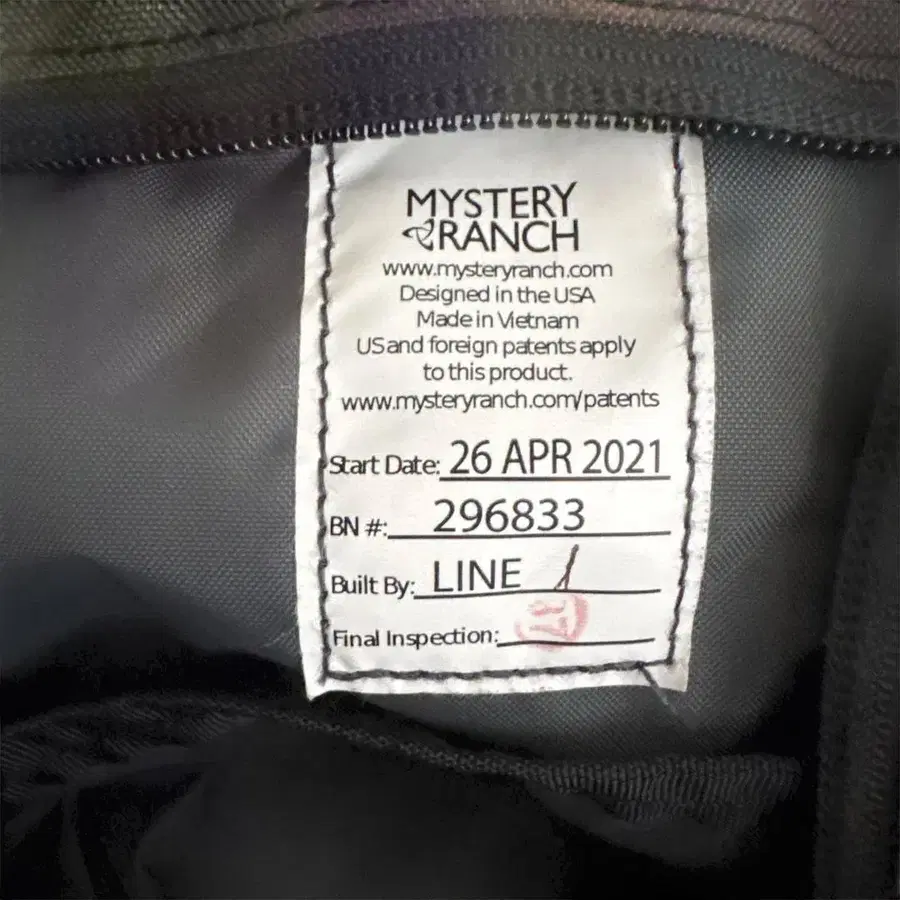 MYSTERY
RANCH
www.mysteryranch.com
Designed in the USA
Made in Vietnam
US and foreign patents apply
to this product.
www.mysteryranch.com/patents
Start Date: 26 APR 2021
BN #: 296833
Built By: LINE 1
Final Inspection: